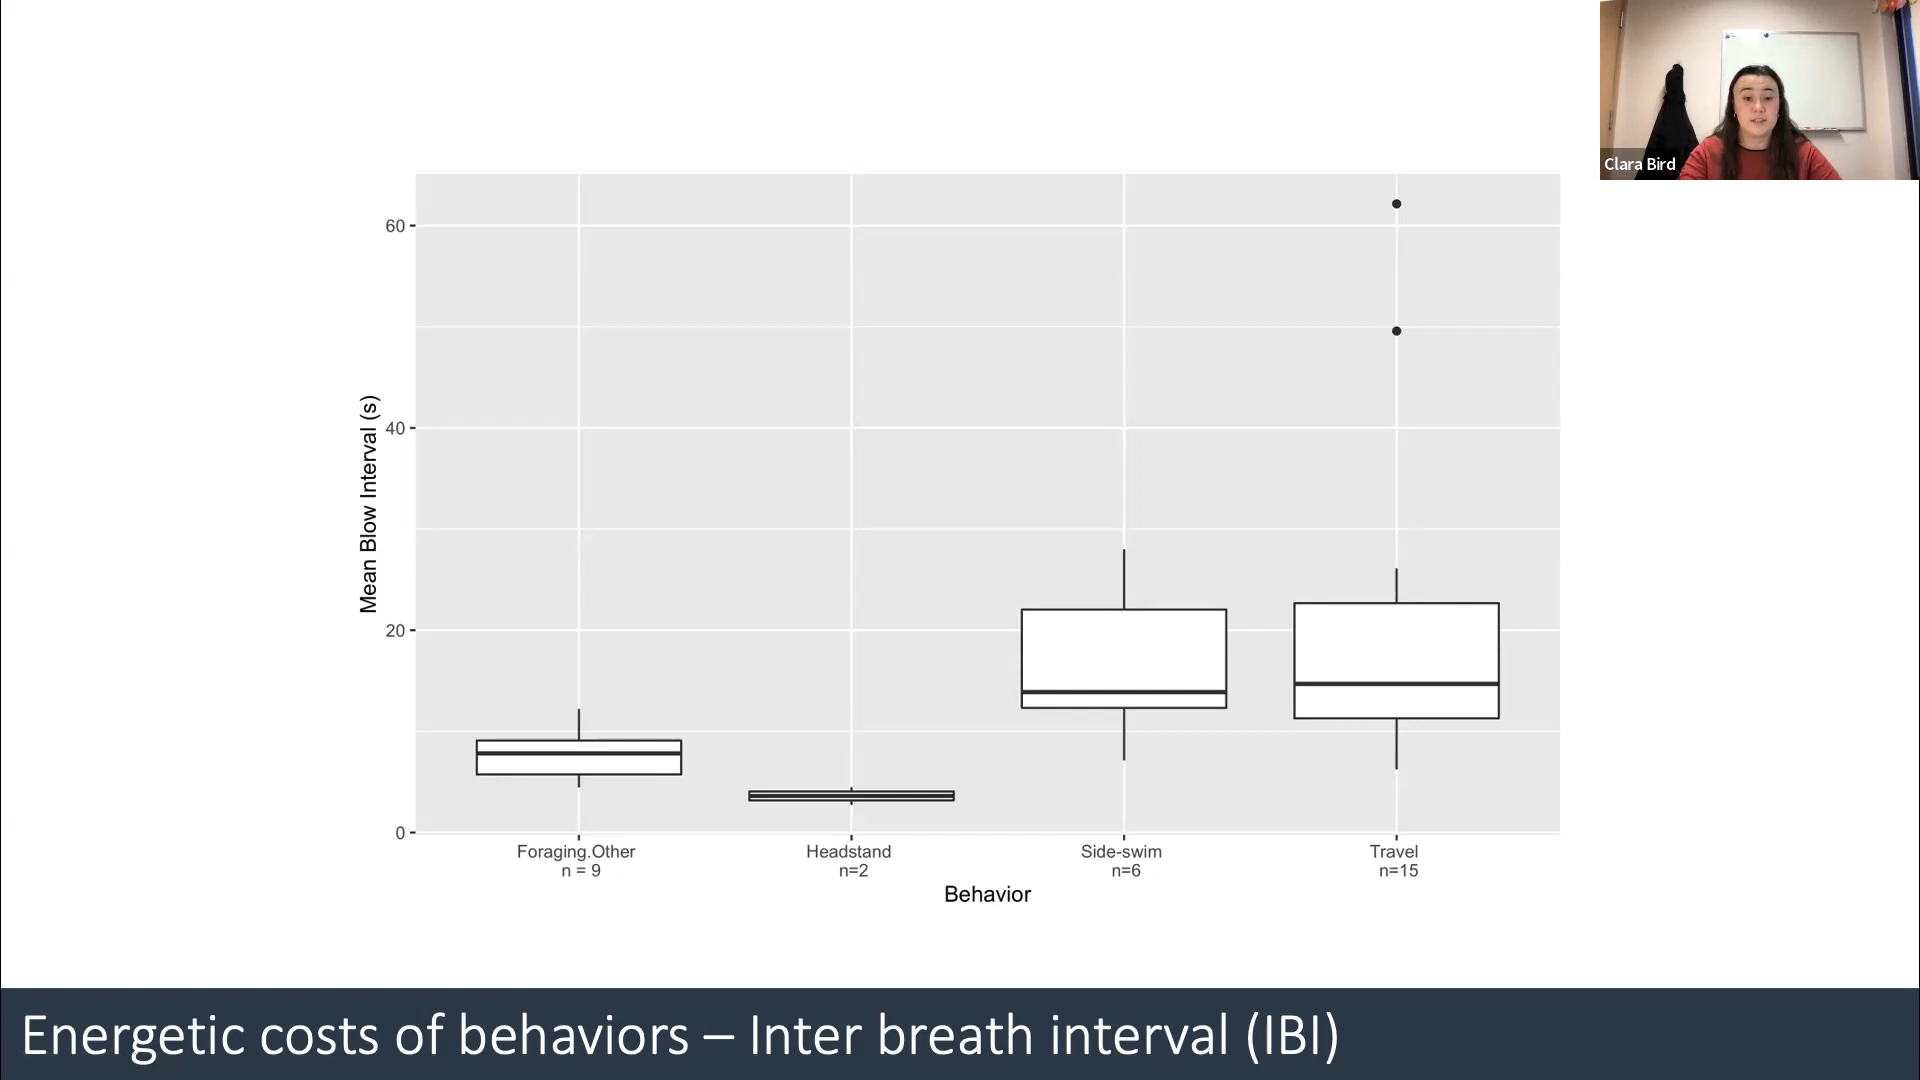 Clara Bird
60
40
20
0
Mean Blow Interval (s)
Foraging.Other
n = 9
Headstand
n=2
Side-swim
n=6
Travel
n=15
Behavior
Energetic costs of behaviors – Inter breath interval (IBI)